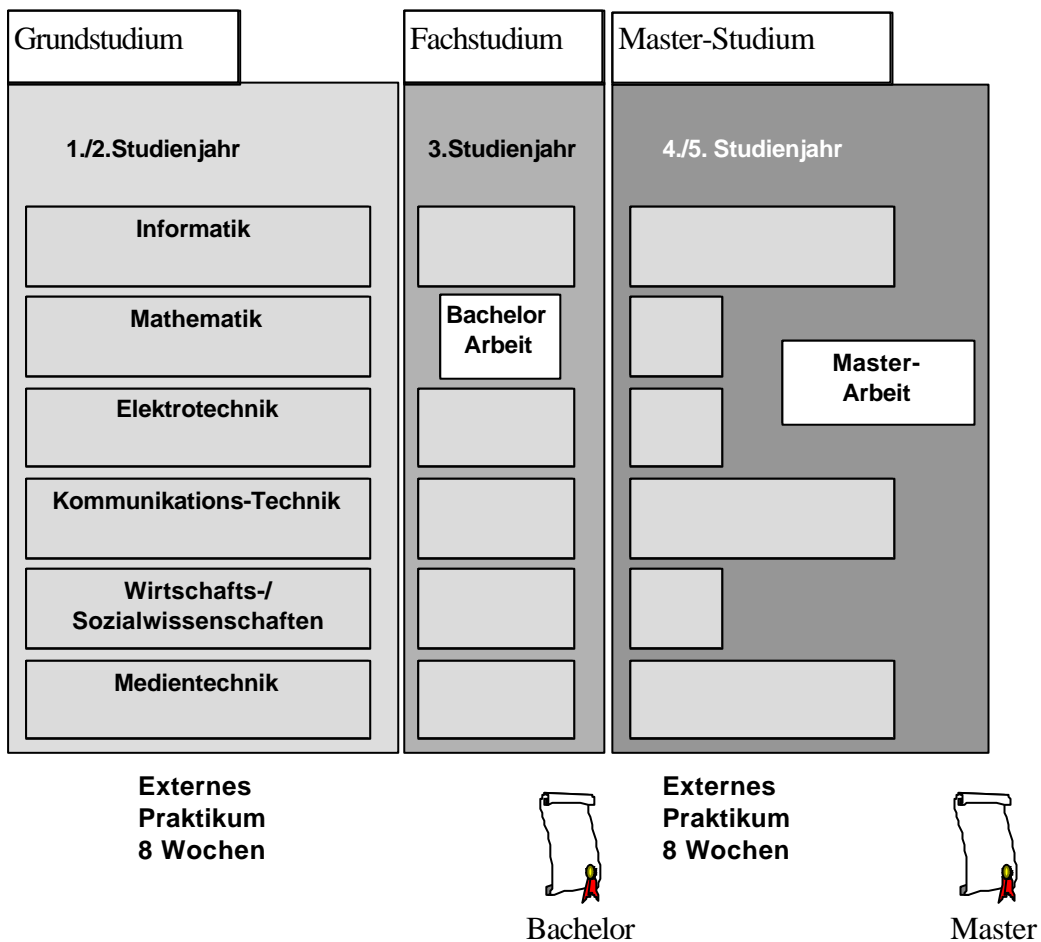 Grundstudium
Fachstudium
Master-Studium
1./2.Studienjahr
3.Studienjahr
4./5. Studienjahr
Informatik
Mathematik
Bachelor
Arbeit
Master-
Arbeit
Elektrotechnik
Kommunikations-Technik
Wirtschafts-/
Sozialwissenschaften
Medientechnik
Externes
Praktikum
8 Wochen
Externes
Praktikum
8 Wochen
Bachelor
Master